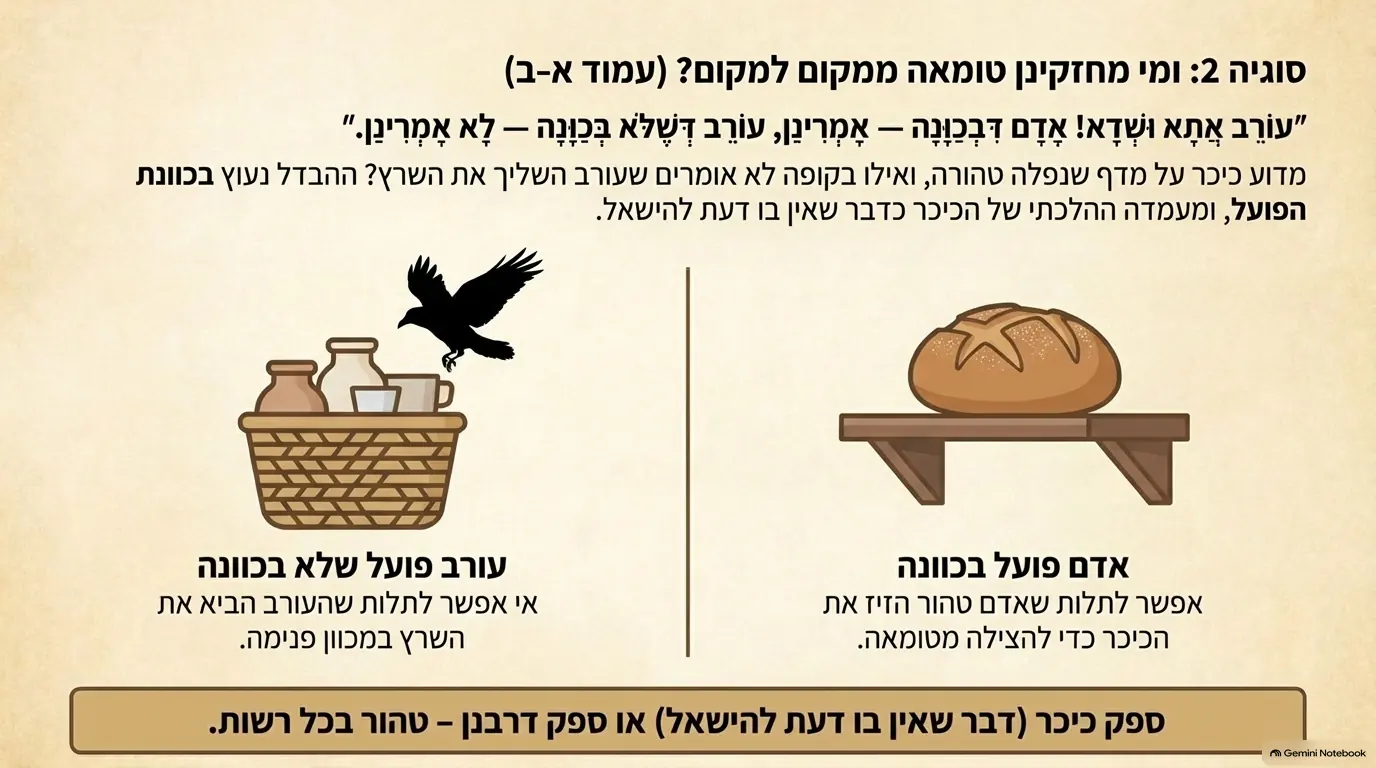 סוגיה 2: ומי מחזקינן טומאה ממקום למקום? (עמוד א–ב)
"עוֹרֵב אֲתָא וּשְׁדָא! אָדָם דִּבְכַוָּונָה — אָמְרִינַן, עוֹרֵב דְּשֶׁלֹּא בְּכַוָּנָה — לָא אָמְרִינַן."
מדוע כיכר על מדף שנפלה טהורה, ואילו בקופה לא אומרים שעורב השליך את השרץ? ההבדל נעוץ בכוונת
הפועל, ומעמדה ההלכתי של הכיכר כדבר שאין בו דעת להישאל.
אדם פועל בכוונה
אפשר לתלות שאדם טהור הזיז את
הכיכר כדי להצילה מטומאה.
עורב פועל שלא בכוונה
אי אפשר לתלות שהעורב הביא את
השרץ במכוון פנימה.
ספק כיכר (דבר שאין בו דעת להישאל) או ספק דרבנן – טהור בכל רשות.
Gemini Notebook